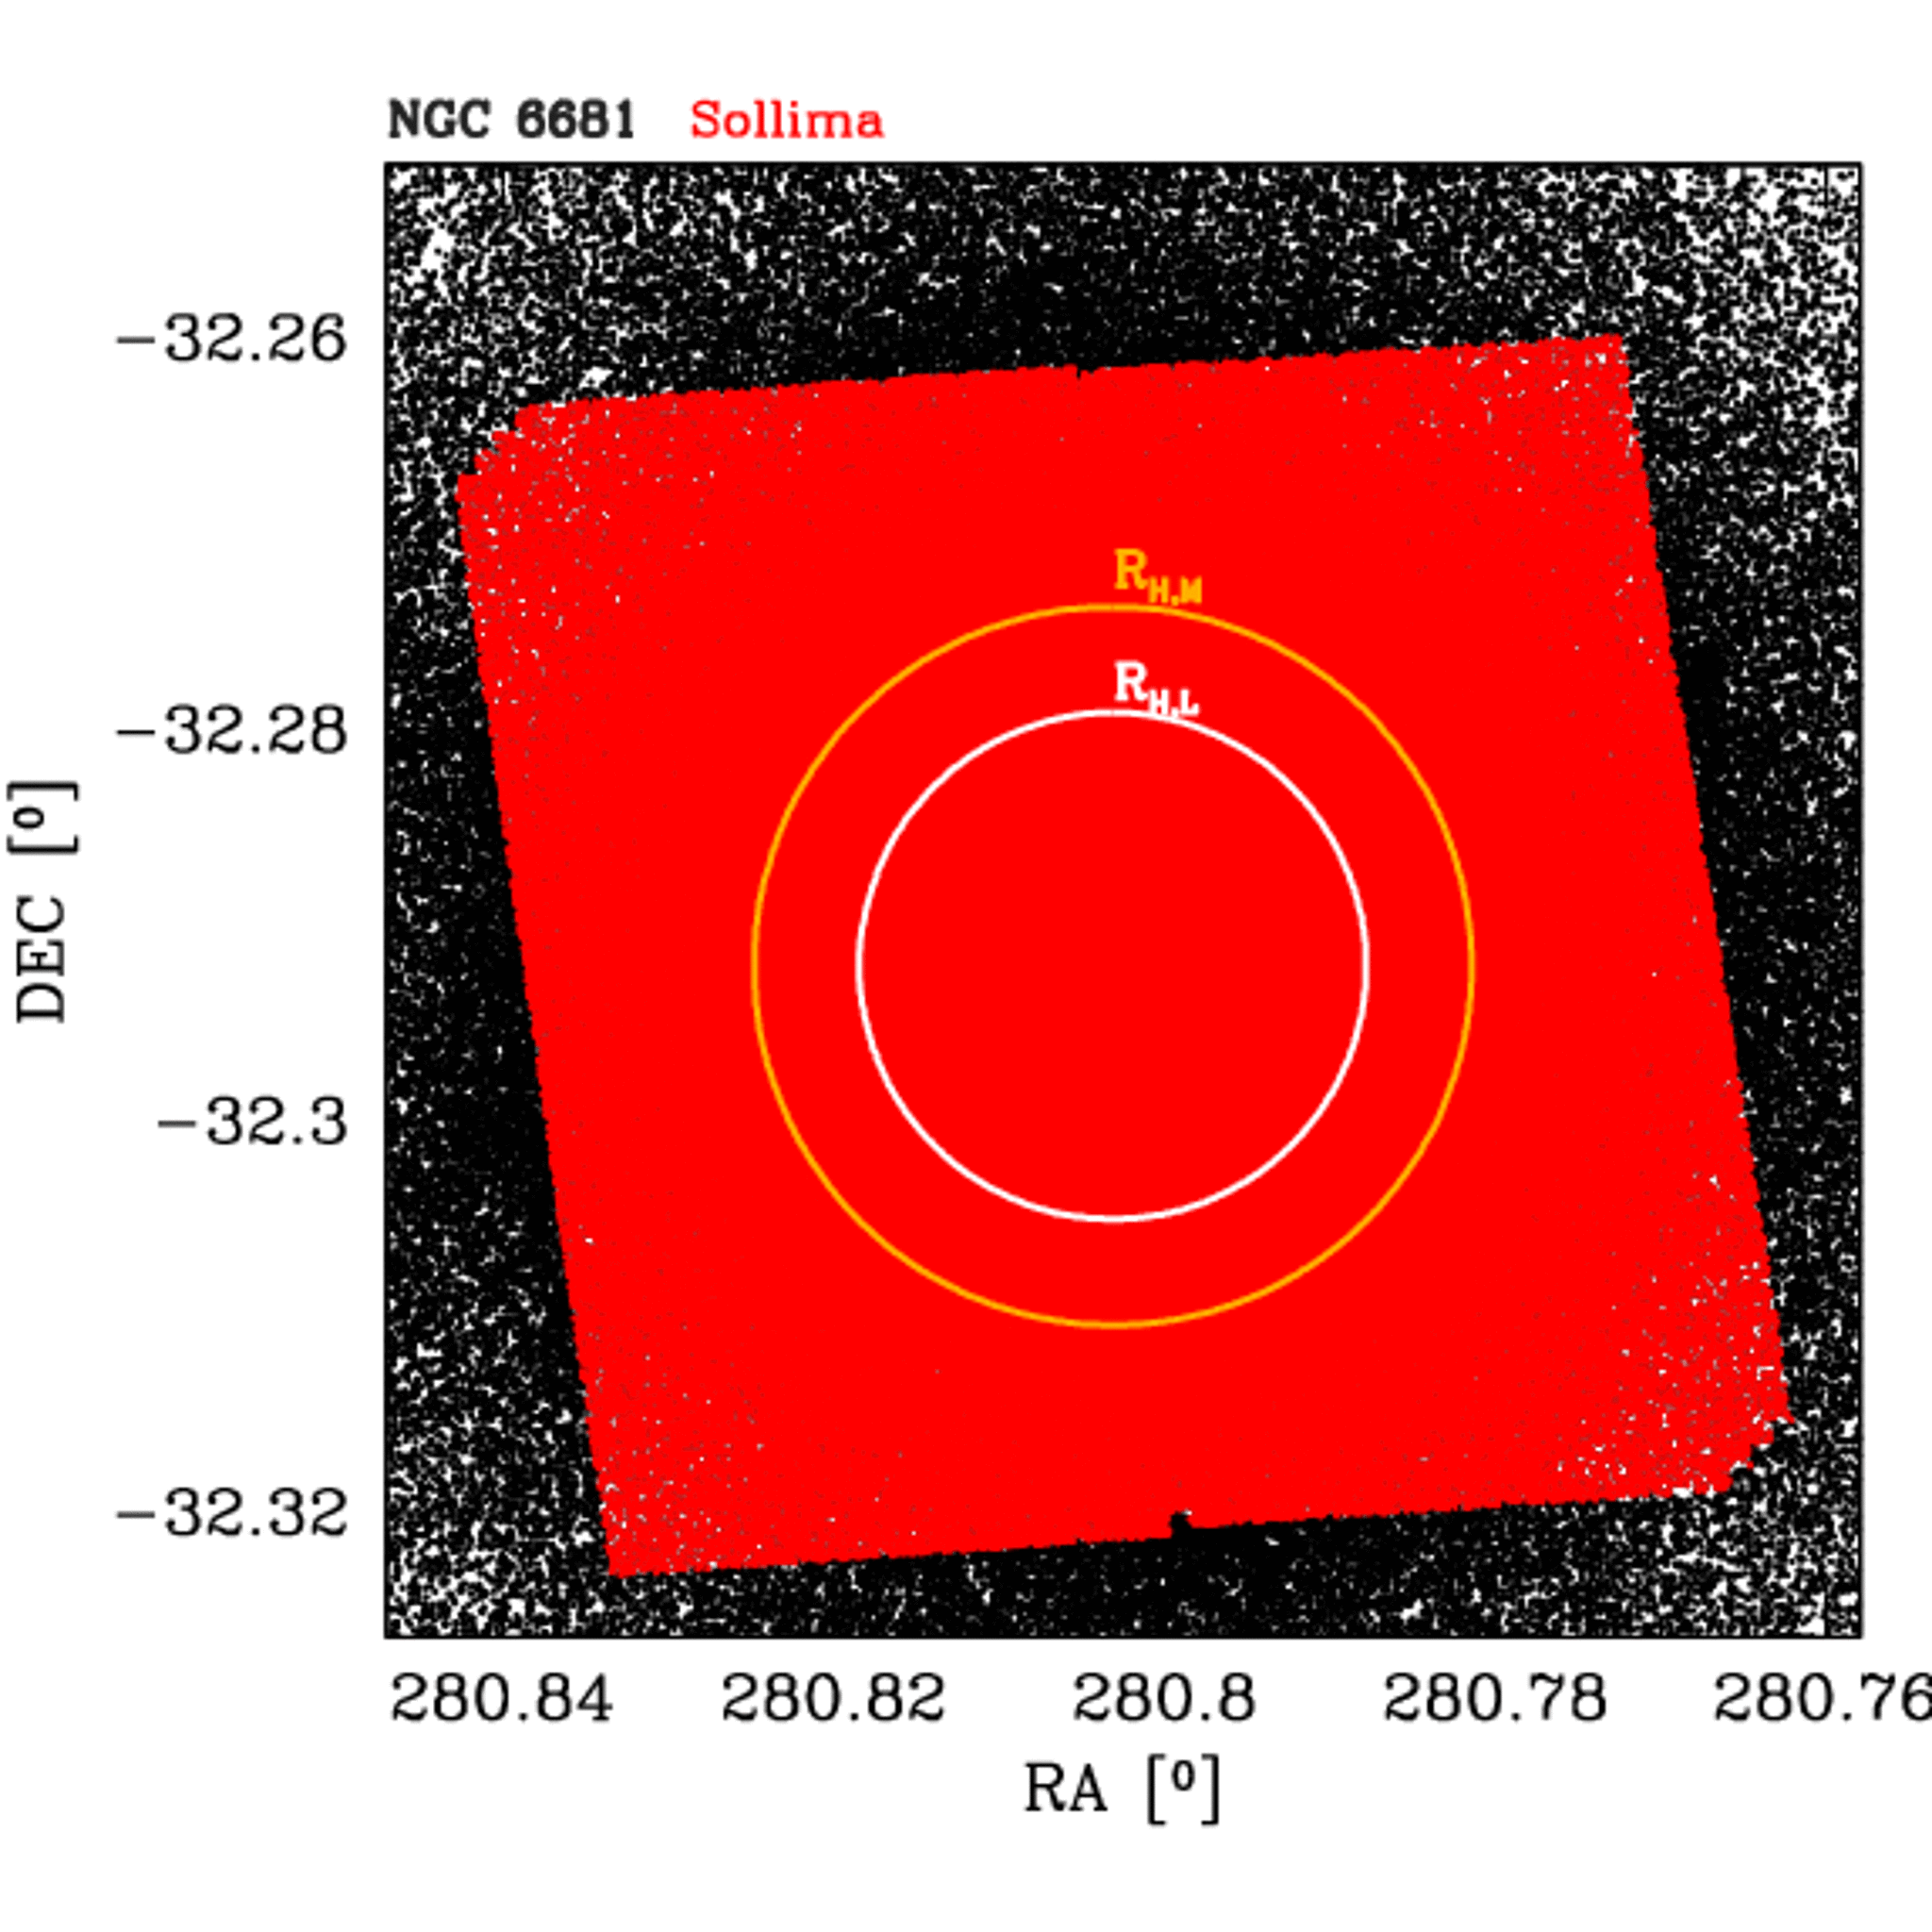 NGC 6681 Sollima
−32.26
R_H,M
R_H,L
−32.28
DEC [º]
−32.3
−32.32
280.84 280.82 280.8 280.78 280.76
RA [º]